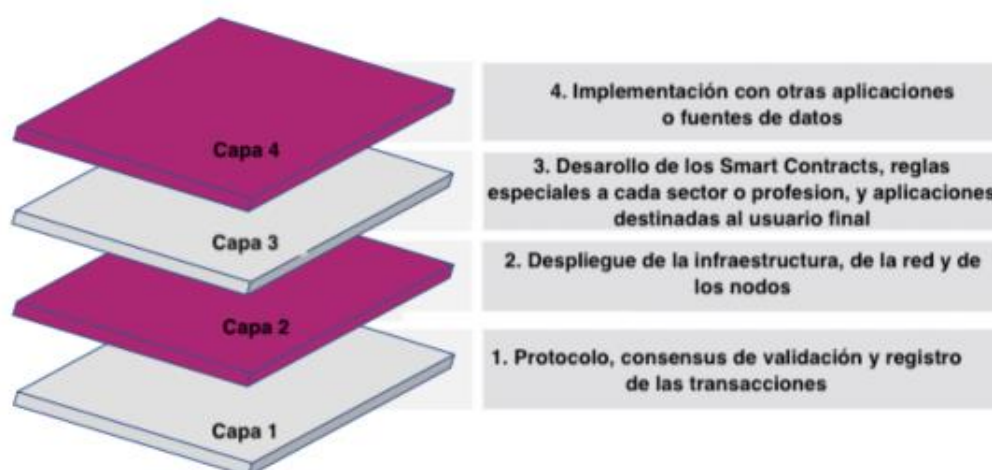 4. Implementación con otras aplicaciones
o fuentes de datos
Capa 4
3. Desarollo de los Smart Contracts, reglas
especiales a cada sector o profesion, y aplicaciones
destinadas al usuario final
Capa 3
2. Despliegue de la infraestructura, de la red y de
los nodos
Capa 2
1. Protocolo, consensus de validación y registro
de las transacciones
Capa 1